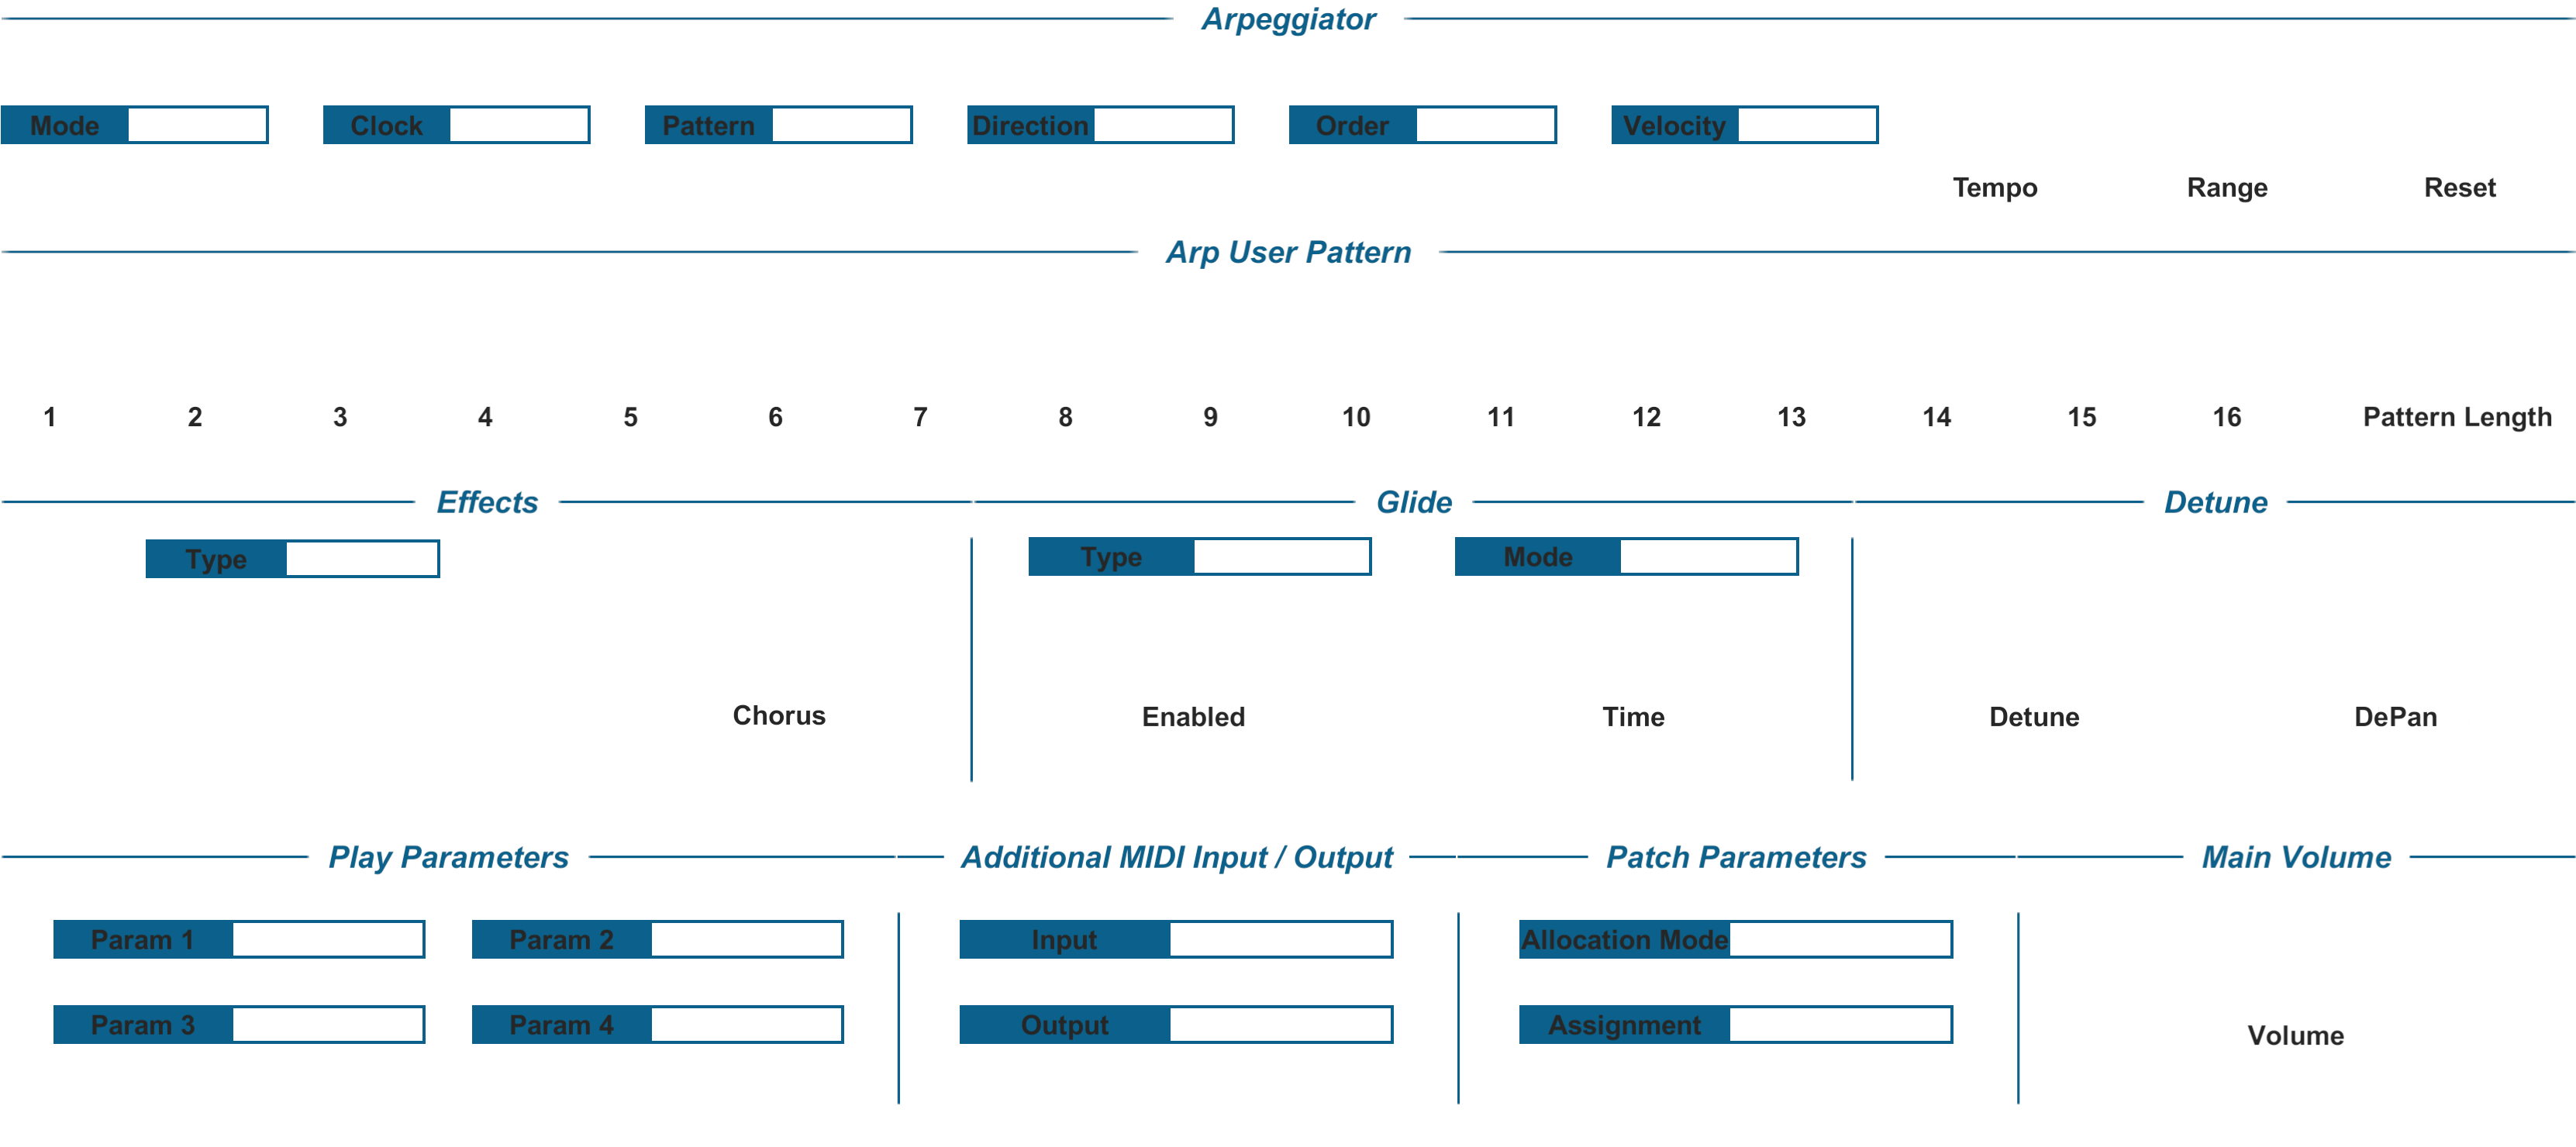 Arpeggiator
Mode Clock Pattern Direction Order Velocity
Tempo Range Reset
Arp User Pattern
1 2 3 4 5 6 7 8 9 10 11 12 13 14 15 16 Pattern Length
Effects Glide Detune
Type Type Mode
Chorus Enabled Time Detune DePan
Play Parameters Additional MIDI Input / Output Patch Parameters Main Volume
Param 1 Param 2 Input Allocation Mode
Param 3 Param 4 Output Assignment
Volume